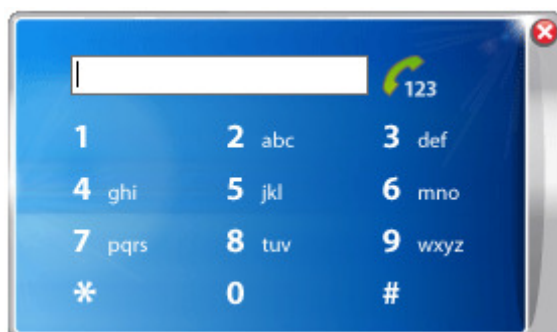 123
1 2 abc 3 def
4 ghi 5 jkl 6 mno
7 pqrs 8 tuv 9 wxyz
* 0 #